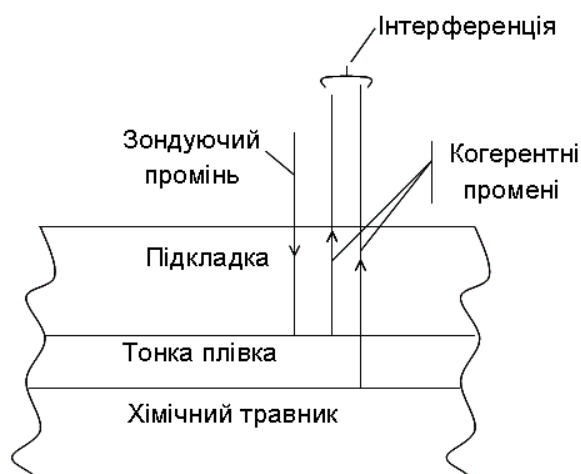 Інтерференція
Зондуючий
промінь
Когерентні
промені
Підкладка
Тонка плівка
Хімічний травник